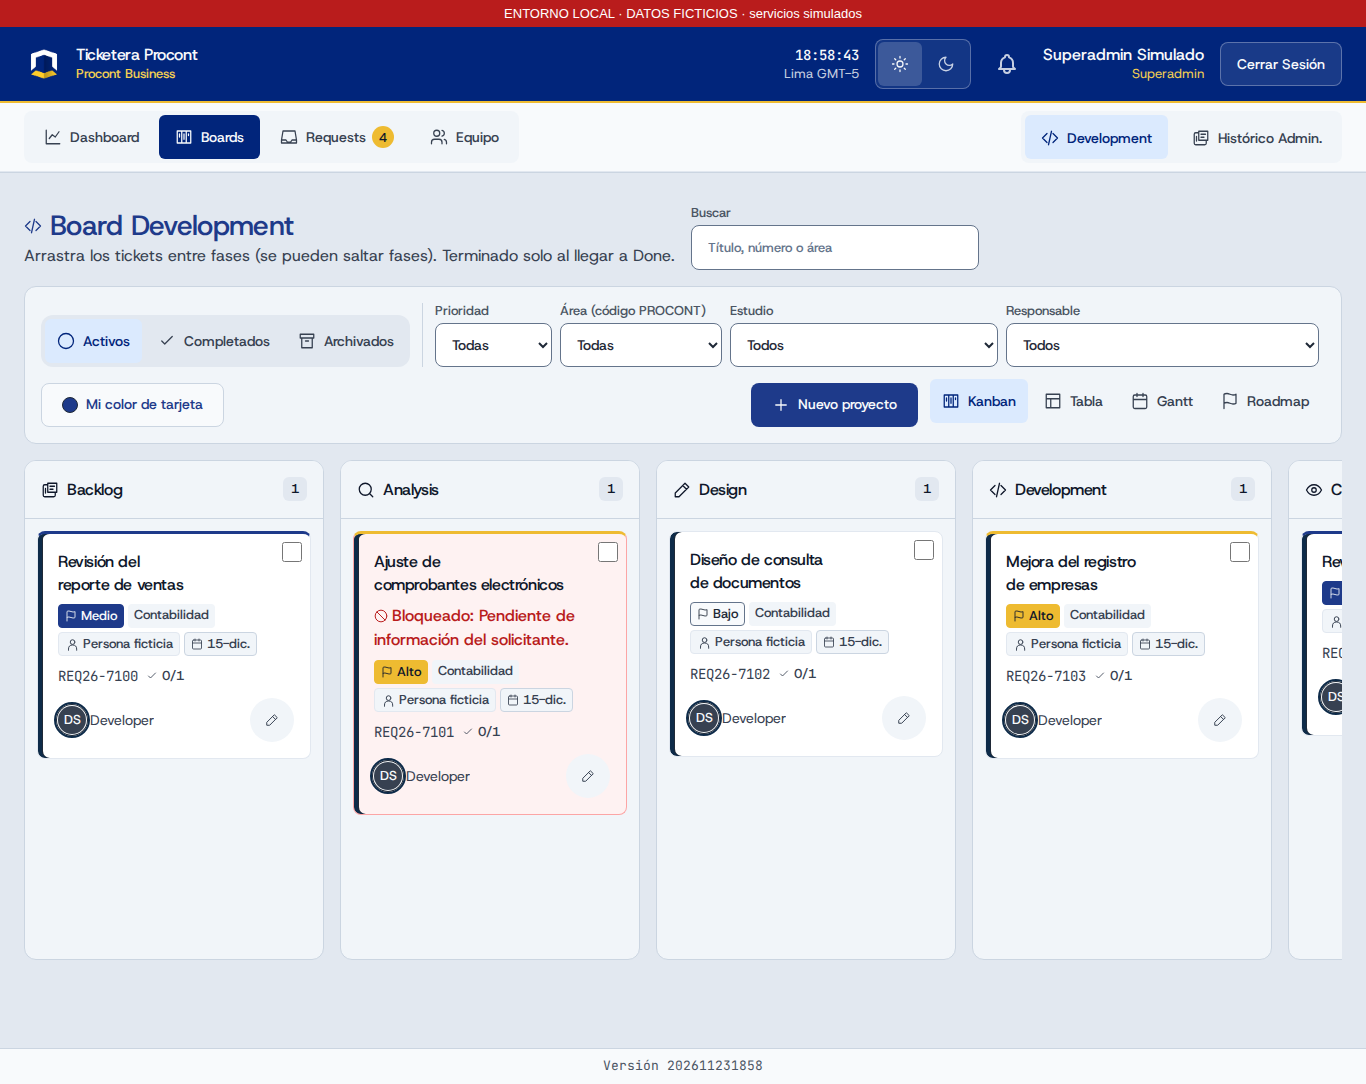 ENTORNO LOCAL · DATOS FICTICIOS · servicios simulados
Ticketera Procont
Procont Business
18:58:43
Lima GMT-5
Superadmin Simulado
Superadmin
Cerrar Sesión
Dashboard
Boards
Requests 4
Equipo
Development
Histórico Admin.
Board Development
Arrastra los tickets entre fases (se pueden saltar fases). Terminado solo al llegar a Done.
Buscar
Título, número o área
Activos
Completados
Archivados
Prioridad
Todas
Área (código PROCONT)
Todas
Estudio
Todos
Responsable
Todos
Mi color de tarjeta
Nuevo proyecto
Kanban
Tabla
Gantt
Roadmap
Backlog 1
Revisión del
reporte de ventas
Medio Contabilidad
Persona ficticia 15-dic.
REQ26-7100 0/1
DS Developer
Analysis 1
Ajuste de
comprobantes electrónicos
Bloqueado: Pendiente de
información del solicitante.
Alto Contabilidad
Persona ficticia 15-dic.
REQ26-7101 0/1
DS Developer
Design 1
Diseño de consulta
de documentos
Bajo Contabilidad
Persona ficticia 15-dic.
REQ26-7102 0/1
DS Developer
Development 1
Mejora del registro
de empresas
Alto Contabilidad
Persona ficticia 15-dic.
REQ26-7103 0/1
DS Developer
Versión 202611231858